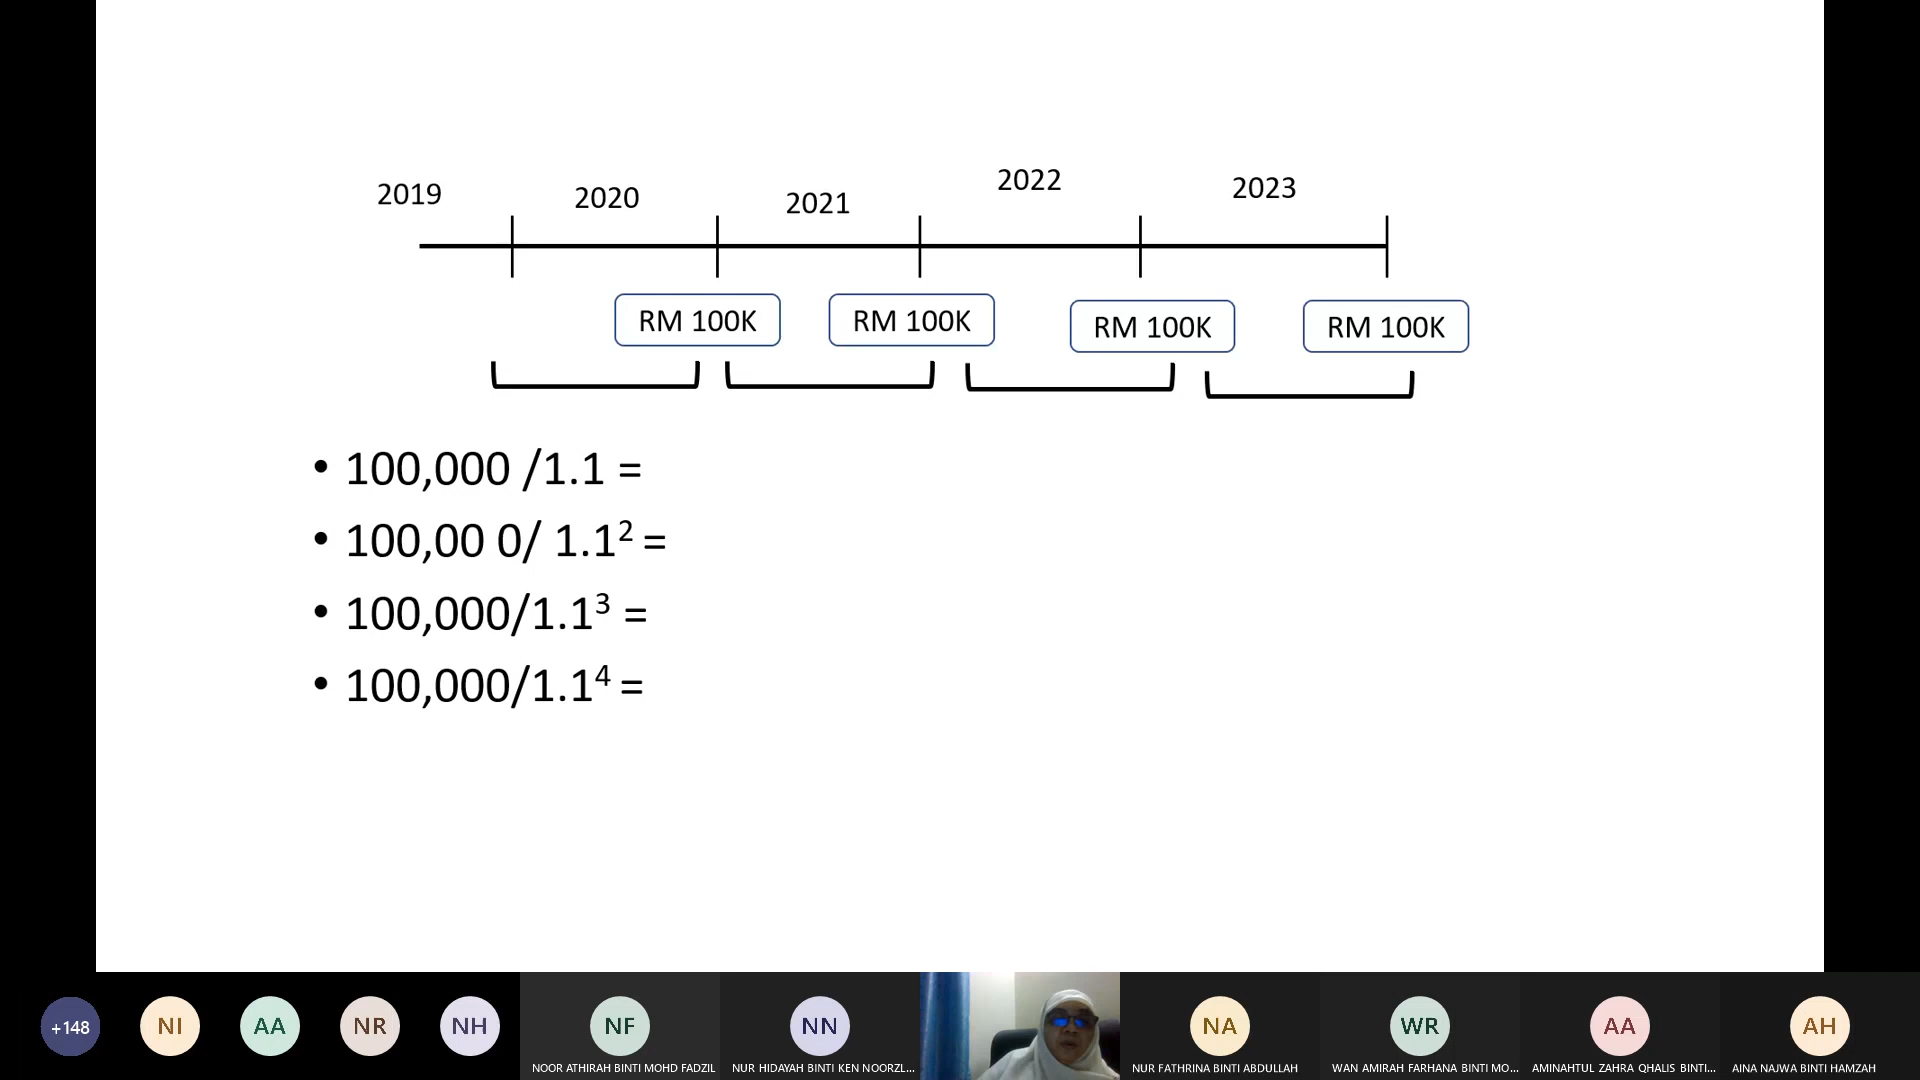 2019
2020
2021
2022
2023
RM 100K
RM 100K
RM 100K
RM 100K
• 100,000 /1.1 =
• 100,00 0/ 1.1² =
• 100,000/1.1³ =
• 100,000/1.1⁴ =
+148
NI
AA
NR
NH
NF
NN
NA
WR
AA
AH
NOOR ATHIRAH BINTI MOHD FADZIL
NUR HIDAYAH BINTI KEN NOORZL...
NUR FATHRINA BINTI ABDULLAH
WAN AMIRAH FARHANA BINTI MO...
AMINAHTUL ZAHRA QHALIS BINTI...
AINA NAJWA BINTI HAMZAH